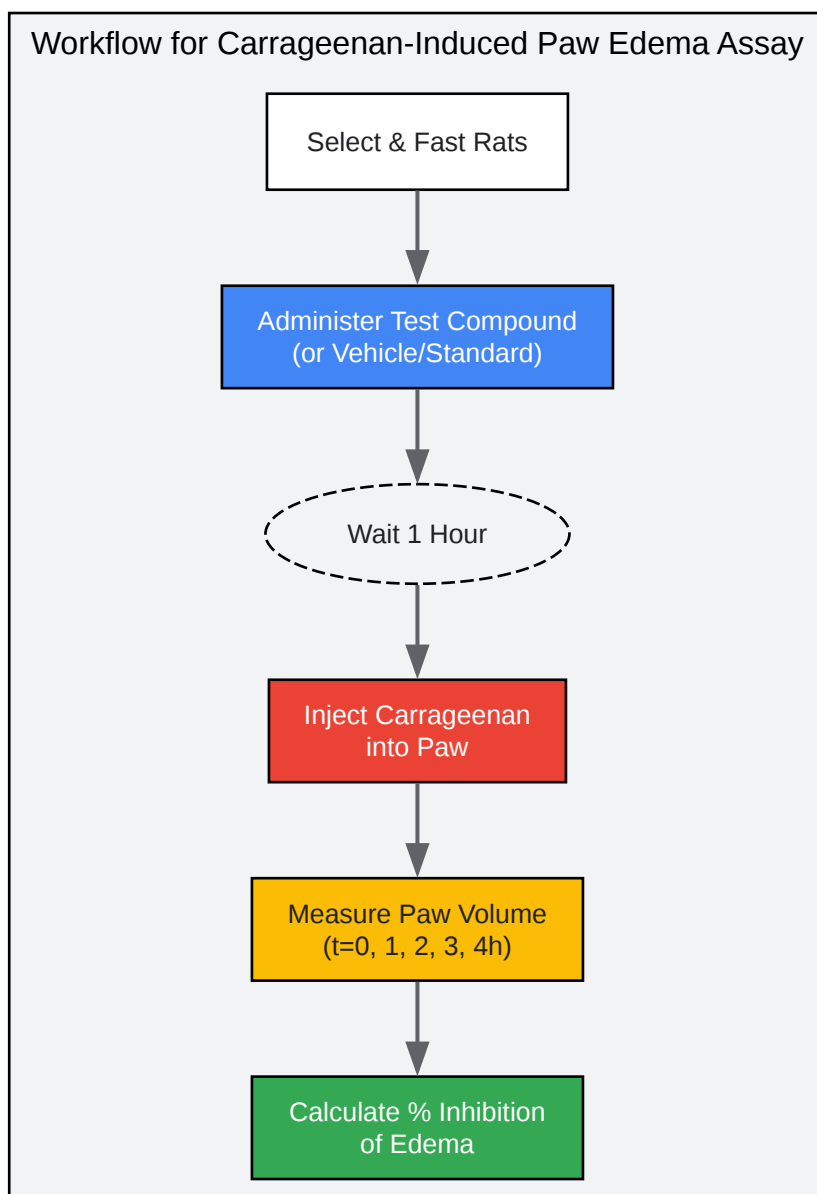 Workflow for Carrageenan-Induced Paw Edema Assay
Select & Fast Rats
Administer Test Compound
(or Vehicle/Standard)
Wait 1 Hour
Inject Carrageenan
into Paw
Measure Paw Volume
(t=0, 1, 2, 3, 4h)
Calculate % Inhibition
of Edema